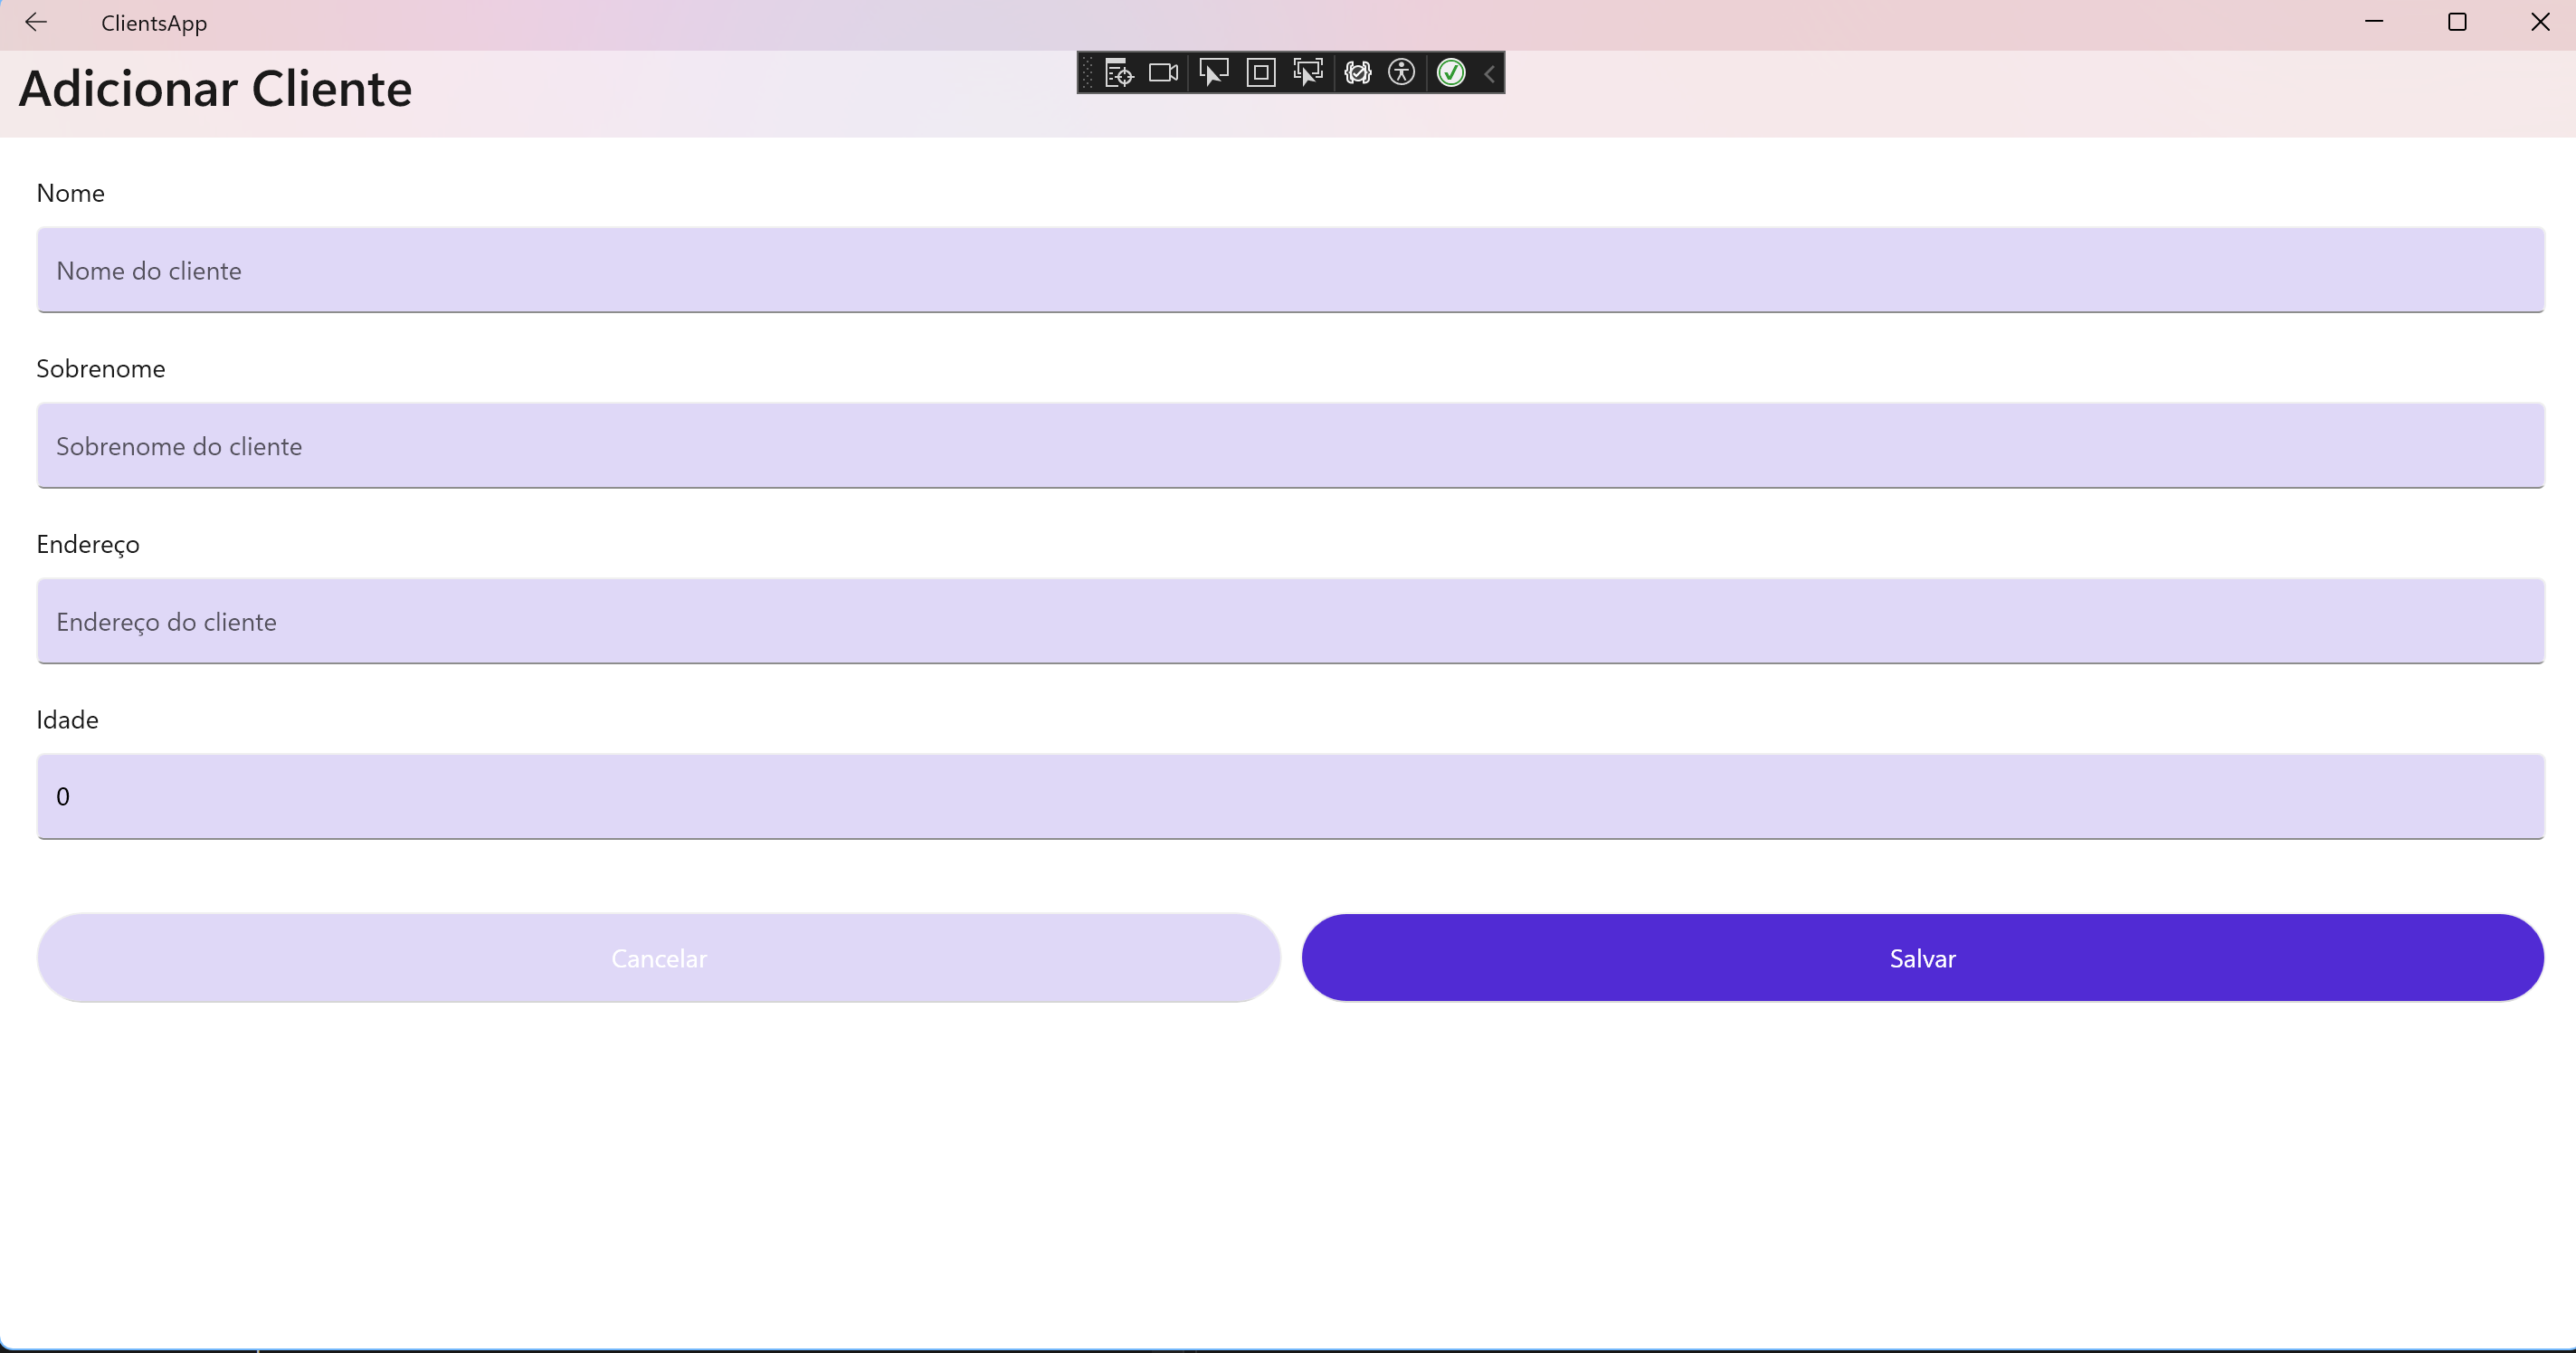 ClientsApp
Adicionar Cliente
Nome
Nome do cliente
Sobrenome
Sobrenome do cliente
Endereço
Endereço do cliente
Idade
0
Cancelar Salvar